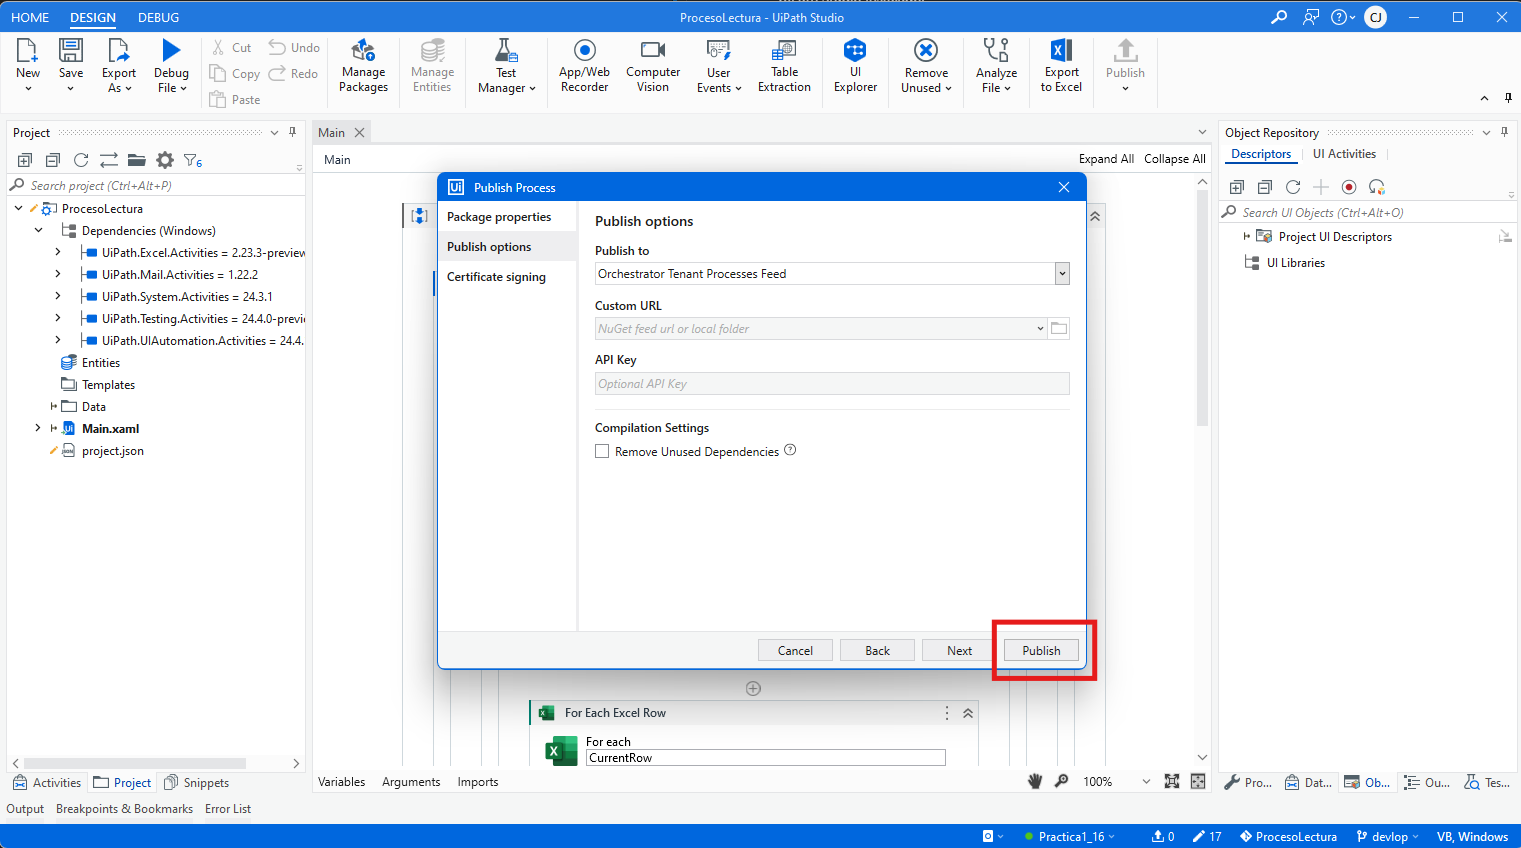 HOME DESIGN DEBUG ProcesoLectura - UiPath Studio CJ
New Save Export As Debug File Cut Copy Paste Undo Redo Manage Packages Manage Entities Test Manager App/Web Recorder Computer Vision User Events Table Extraction UI Explorer Remove Unused Analyze File Export to Excel Publish
Project
6
Search project (Ctrl+Alt+P)
ProcesoLectura
Dependencies (Windows)
UiPath.Excel.Activities = 2.23.3-preview
UiPath.Mail.Activities = 1.22.2
UiPath.System.Activities = 24.3.1
UiPath.Testing.Activities = 24.4.0-previ
UiPath.UIAutomation.Activities = 24.4.
Entities
Templates
Data
Main.xaml
project.json
Activities Project Snippets
Main
Main Expand All Collapse All
Ui Publish Process
Package properties
Publish options
Certificate signing
Publish options
Publish to
Orchestrator Tenant Processes Feed
Custom URL
NuGet feed url or local folder
API Key
Optional API Key
Compilation Settings
Remove Unused Dependencies
Cancel Back Next Publish
For Each Excel Row
For each
CurrentRow
Variables Arguments Imports 100%
Object Repository
Descriptors UI Activities
Search UI Objects (Ctrl+Alt+O)
Project UI Descriptors
UI Libraries
Pro... Dat... Ob... Ou... Tes...
Output Breakpoints & Bookmarks Error List
Practica1_16 0 17 ProcesoLectura devlop VB, Windows